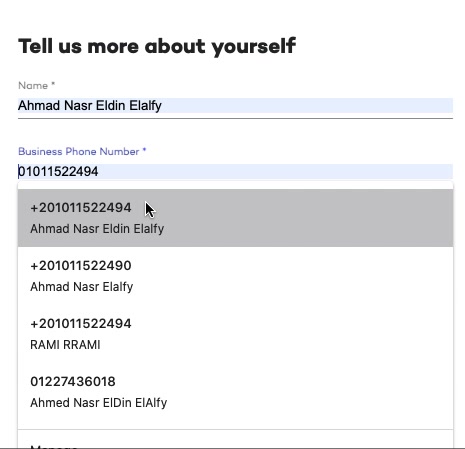 Tell us more about yourself
Name *
Ahmad Nasr Eldin Elalfy
Business Phone Number *
01011522494
+201011522494
Ahmad Nasr Eldin Elalfy
+201011522490
Ahmad Nasr Elalfy
+201011522494
RAMI RRAMI
01227436018
Ahmed Nasr ElDin ElAlfy